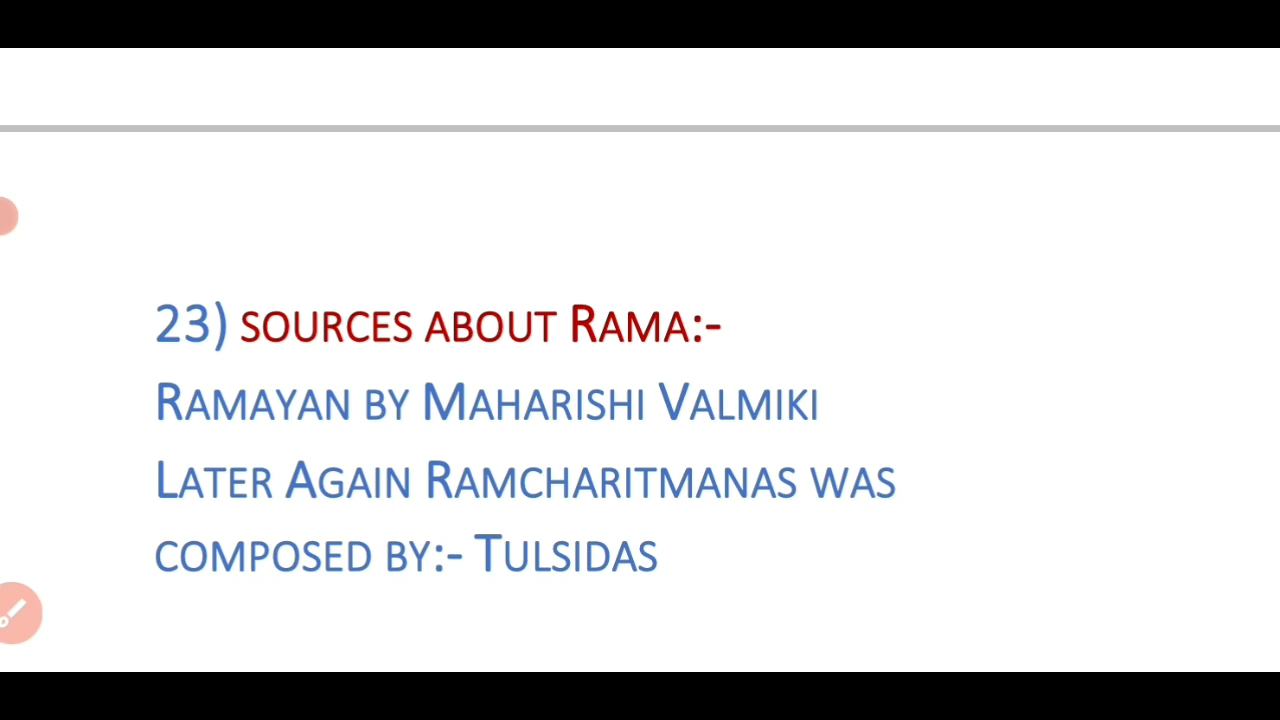 23) SOURCES ABOUT RAMA:-
RAMAYAN BY MAHARISHI VALMIKI
LATER AGAIN RAMCHARITMANAS WAS
COMPOSED BY:- TULSIDAS